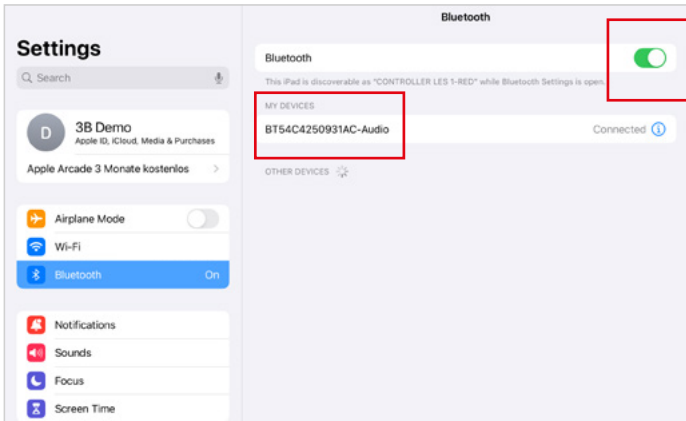 Settings
Search
D
3B Demo
Apple ID, iCloud, Media & Purchases
Apple Arcade 3 Monate kostenlos
Airplane Mode
Wi-Fi
Bluetooth On
Notifications
Sounds
Focus
Screen Time
Bluetooth
Bluetooth
This iPad is discoverable as "CONTROLLER LES 1-RED" while Bluetooth Settings is open.
MY DEVICES
BT54C4250931AC-Audio Connected
OTHER DEVICES